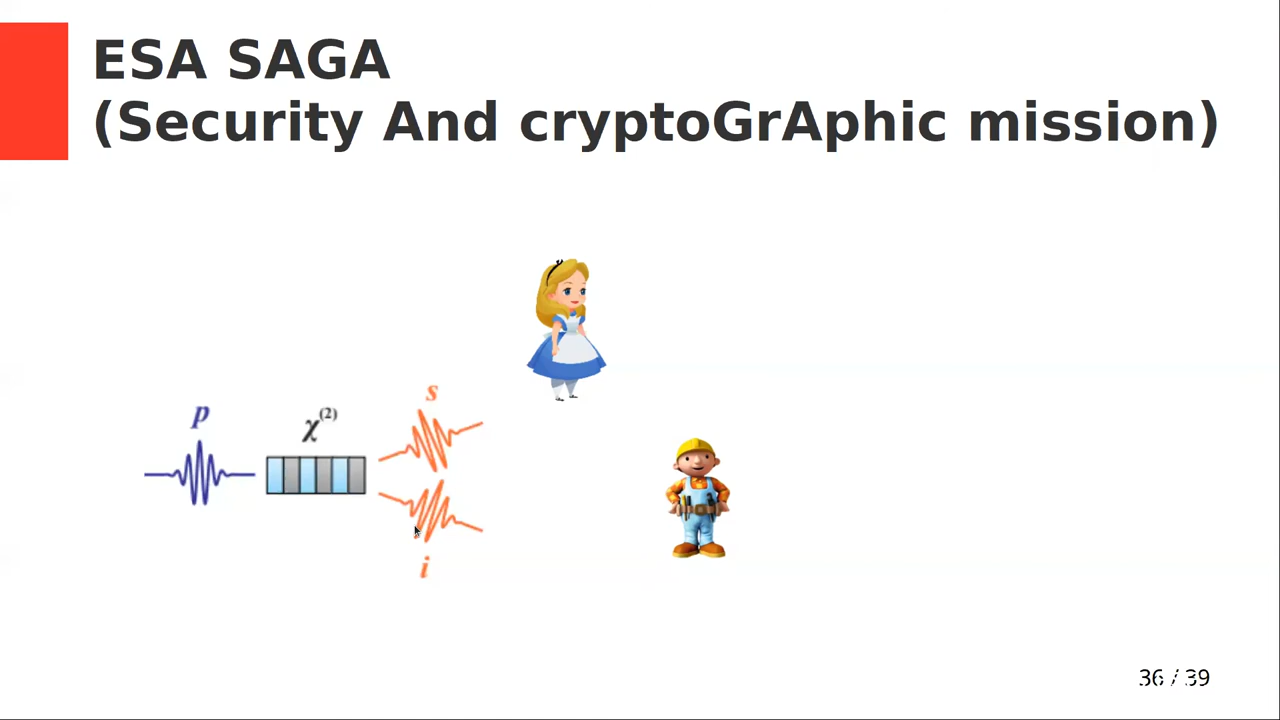 ESA SAGA
(Security And cryptoGrAphic mission)
p
χ(2)
s
i
36 / 39